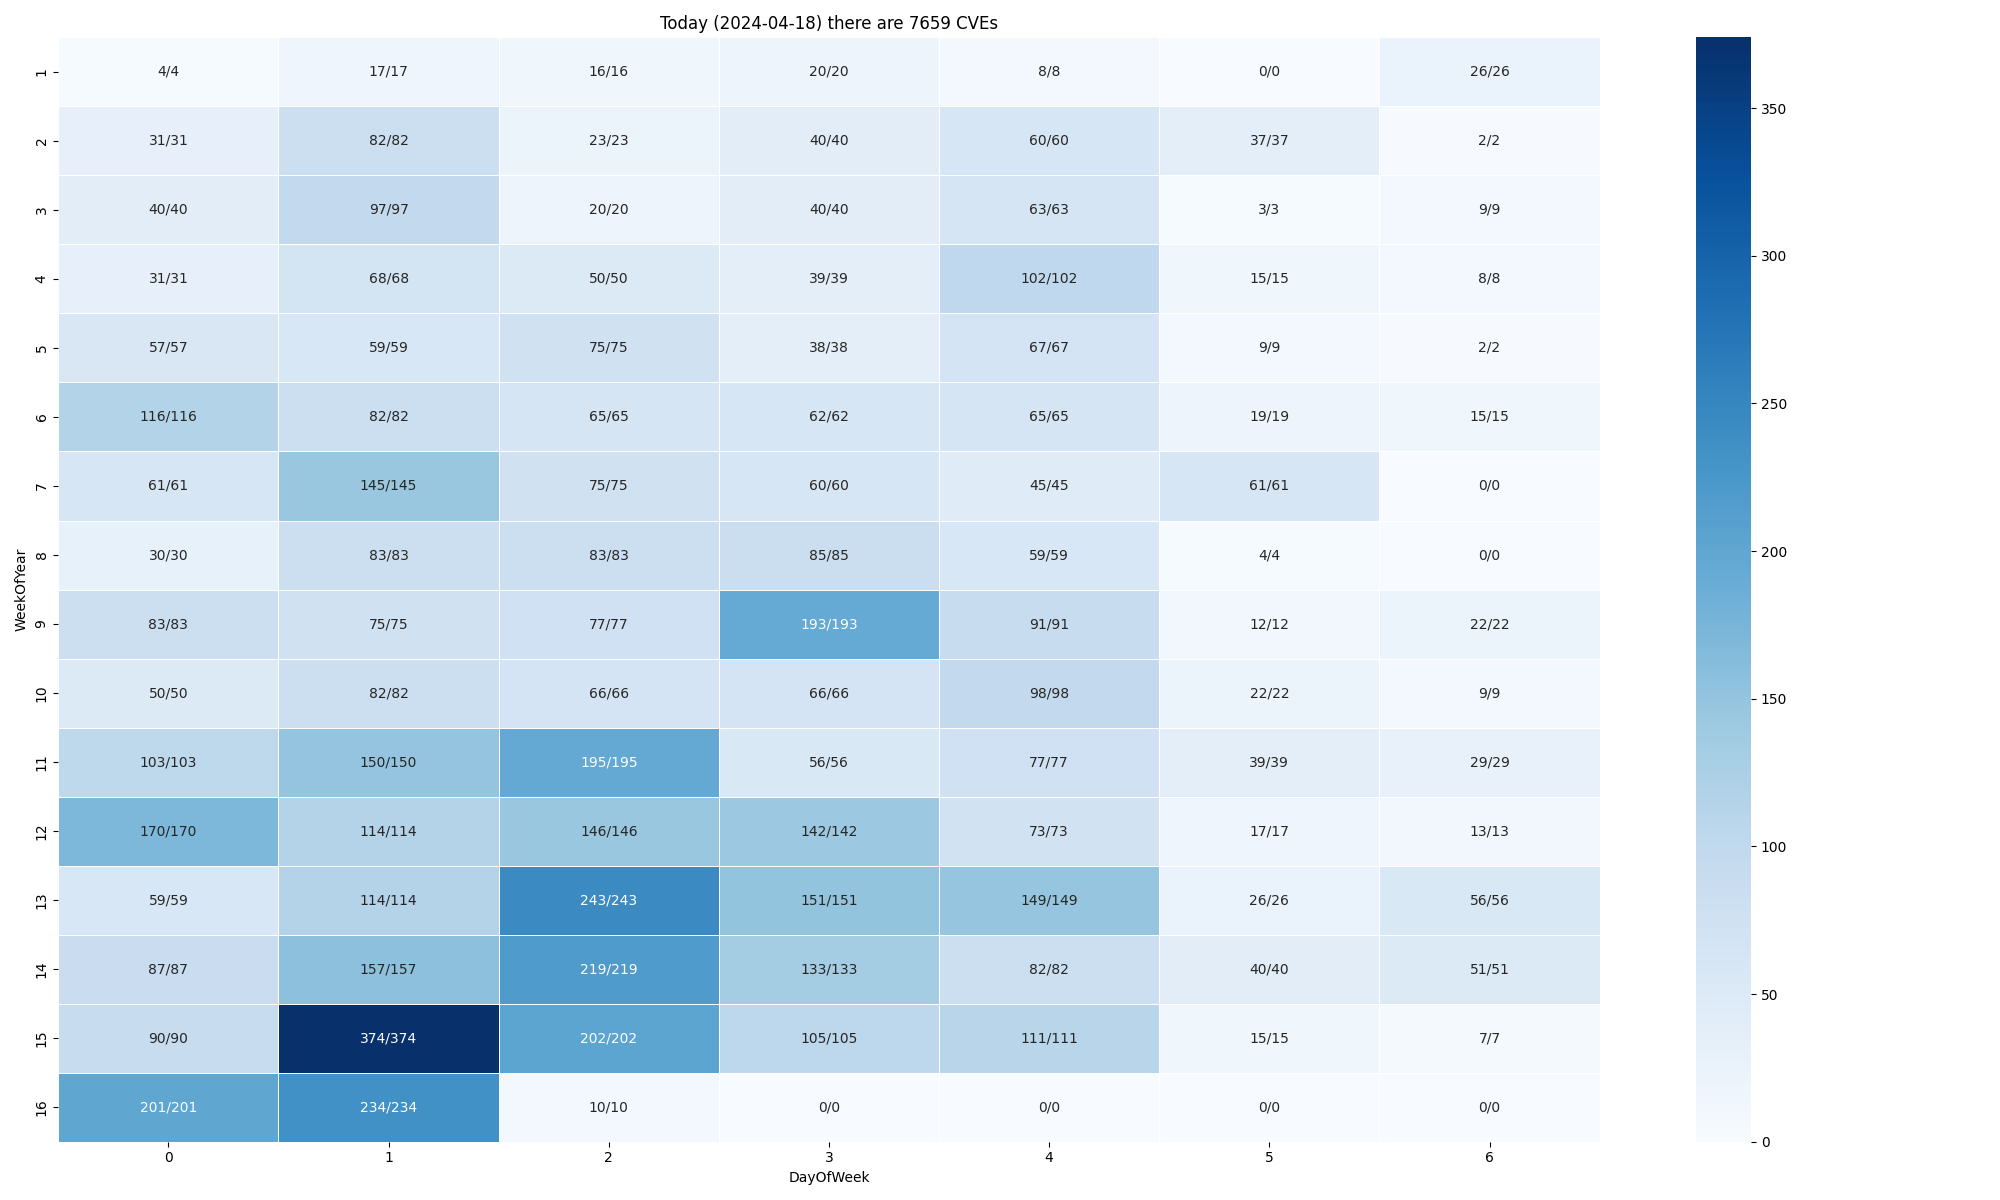 Today (2024-04-18) there are 7659 CVEs
1 4/4 17/17 16/16 20/20 8/8 0/0 26/26
2 31/31 82/82 23/23 40/40 60/60 37/37 2/2
3 40/40 97/97 20/20 40/40 63/63 3/3 9/9
4 31/31 68/68 50/50 39/39 102/102 15/15 8/8
5 57/57 59/59 75/75 38/38 67/67 9/9 2/2
6 116/116 82/82 65/65 62/62 65/65 19/19 15/15
7 61/61 145/145 75/75 60/60 45/45 61/61 0/0
8 30/30 83/83 83/83 85/85 59/59 4/4 0/0
9 83/83 75/75 77/77 193/193 91/91 12/12 22/22
10 50/50 82/82 66/66 66/66 98/98 22/22 9/9
11 103/103 150/150 195/195 56/56 77/77 39/39 29/29
12 170/170 114/114 146/146 142/142 73/73 17/17 13/13
13 59/59 114/114 243/243 151/151 149/149 26/26 56/56
14 87/87 157/157 219/219 133/133 82/82 40/40 51/51
15 90/90 374/374 202/202 105/105 111/111 15/15 7/7
16 201/201 234/234 10/10 0/0 0/0 0/0 0/0
0 1 2 3 4 5 6
DayOfWeek
WeekOfYear
350
300
250
200
150
100
50
0